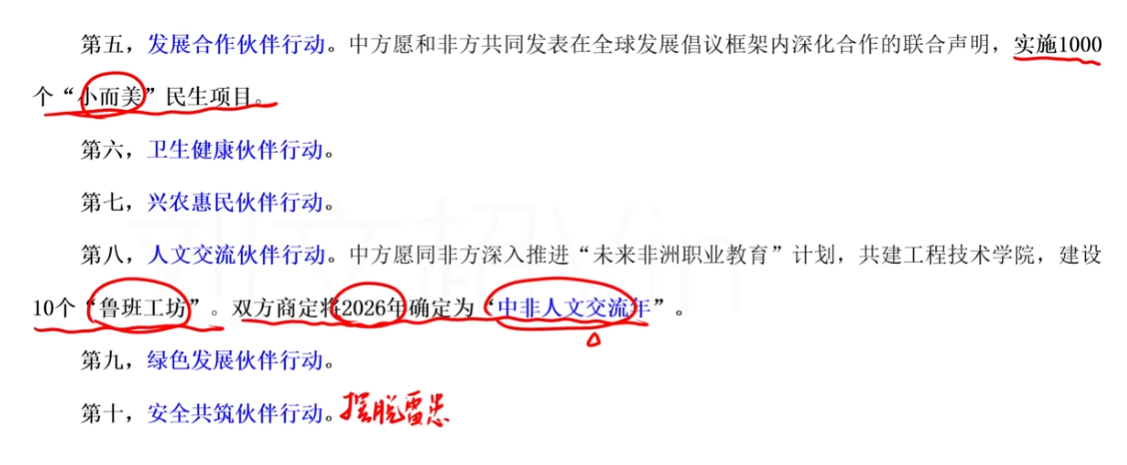 第五，发展合作伙伴行动。中方愿和非方共同发表在全球发展倡议框架内深化合作的联合声明，实施1000
个“小而美”民生项目。
第六，卫生健康伙伴行动。
第七，兴农惠民伙伴行动。
第八，人文交流伙伴行动。中方愿同非方深入推进“未来非洲职业教育”计划，共建工程技术学院，建设
10个“鲁班工坊”。双方商定将2026年确定为“中非人文交流年”。
第九，绿色发展伙伴行动。
第十，安全共筑伙伴行动。摆脱雷患